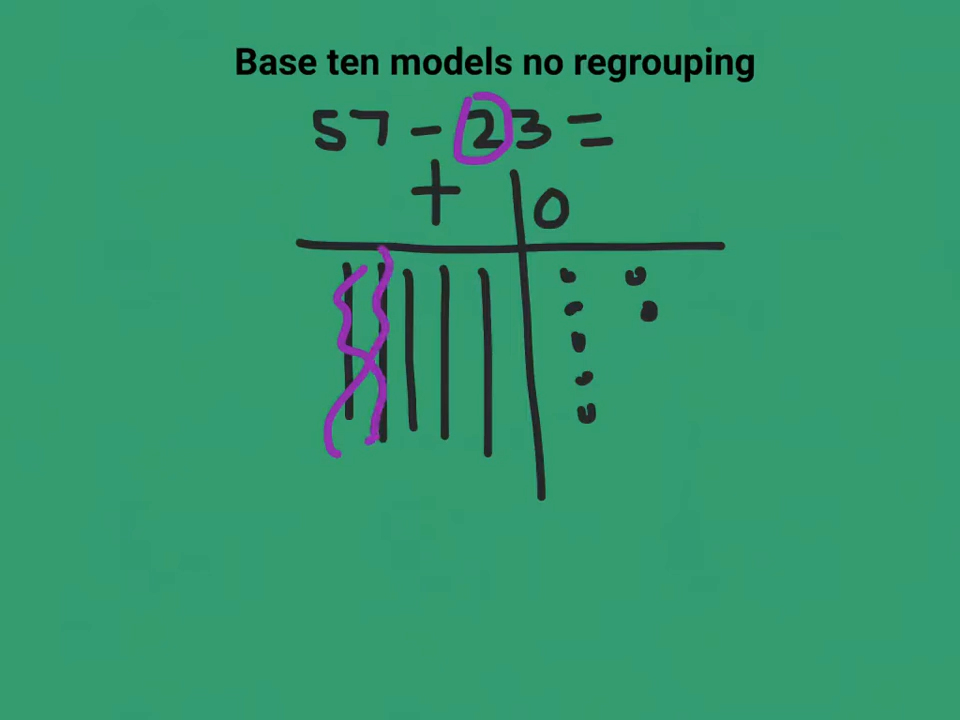 Base ten models no regrouping
57 - 23 =
T O